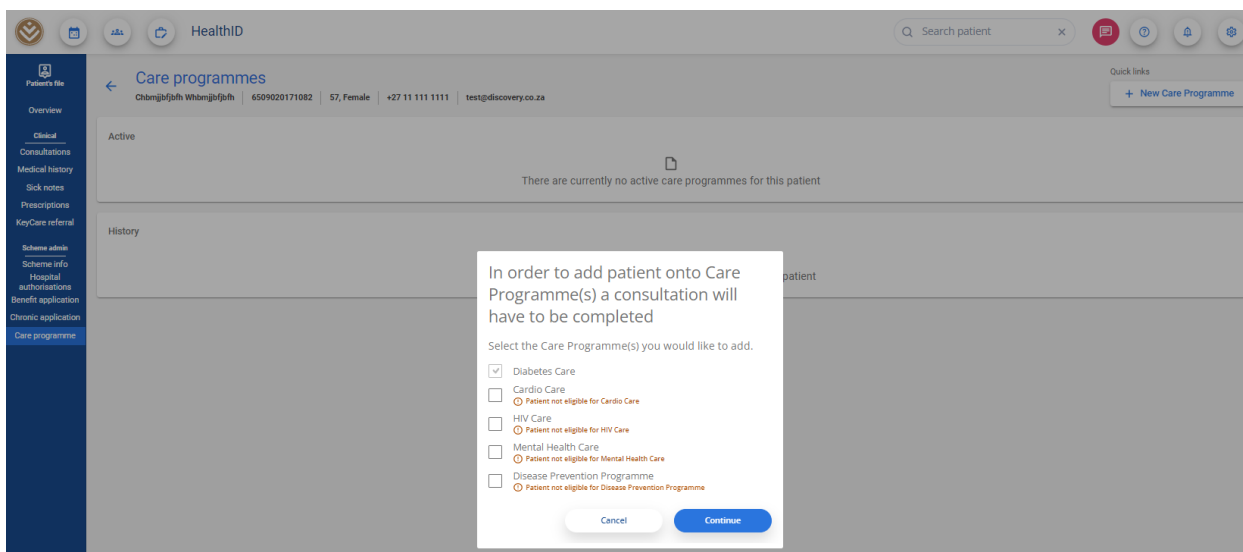 HealthID
Search patient
Patient's file
Overview
Clinical
Consultations
Medical history
Sick notes
Prescriptions
KeyCare referral
Scheme admin
Scheme info
Hospital
authorisations
Benefit application
Chronic application
Care programme
Care programmes
Chbmjjbfjbfh Whbmjjbfjbfh 6509020171082 57, Female +27 11 111 1111 test@discovery.co.za
Quick links
+ New Care Programme
Active
There are currently no active care programmes for this patient
History
patient
In order to add patient onto Care
Programme(s) a consultation will
have to be completed
Select the Care Programme(s) you would like to add.
Diabetes Care
Cardio Care
Patient not eligible for Cardio Care
HIV Care
Patient not eligible for HIV Care
Mental Health Care
Patient not eligible for Mental Health Care
Disease Prevention Programme
Patient not eligible for Disease Prevention Programme
Cancel
Continue